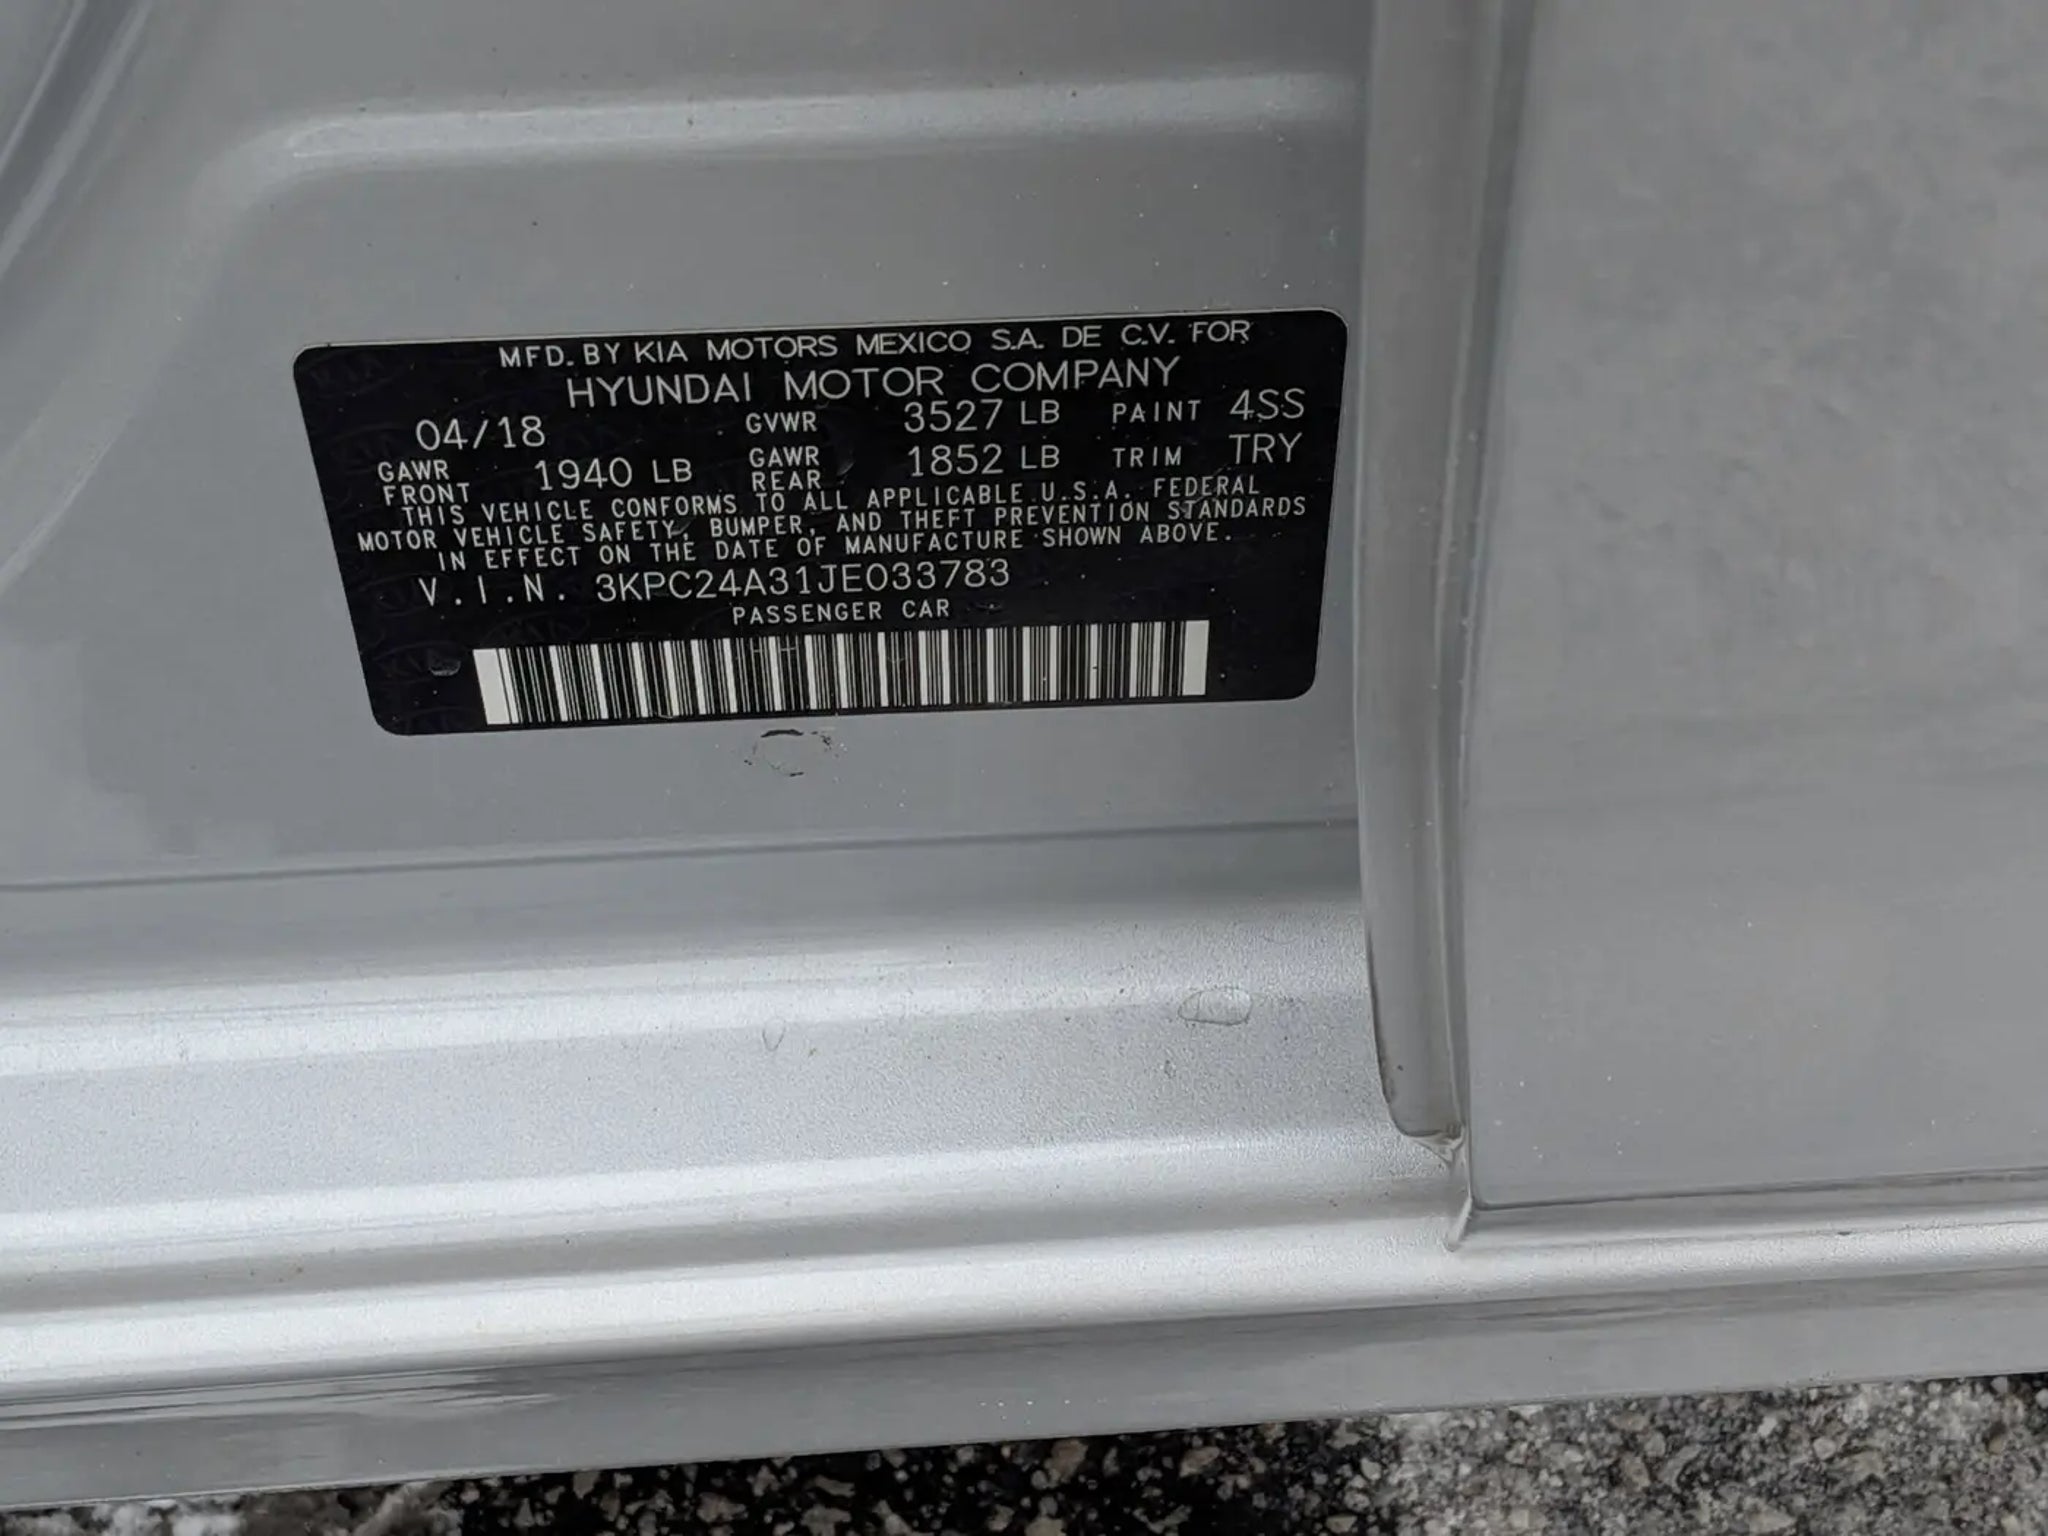 MFD. BY KIA MOTORS MEXICO S.A. DE C.V. FOR
HYUNDAI MOTOR COMPANY
04/18 GVWR 3527 LB PAINT 4SS
GAWR FRONT 1940 LB GAWR REAR 1852 LB TRIM TRY
THIS VEHICLE CONFORMS TO ALL APPLICABLE U.S.A. FEDERAL
MOTOR VEHICLE SAFETY, BUMPER, AND THEFT PREVENTION STANDARDS
IN EFFECT ON THE DATE OF MANUFACTURE SHOWN ABOVE.
V.I.N. 3KPC24A31JE033783
PASSENGER CAR